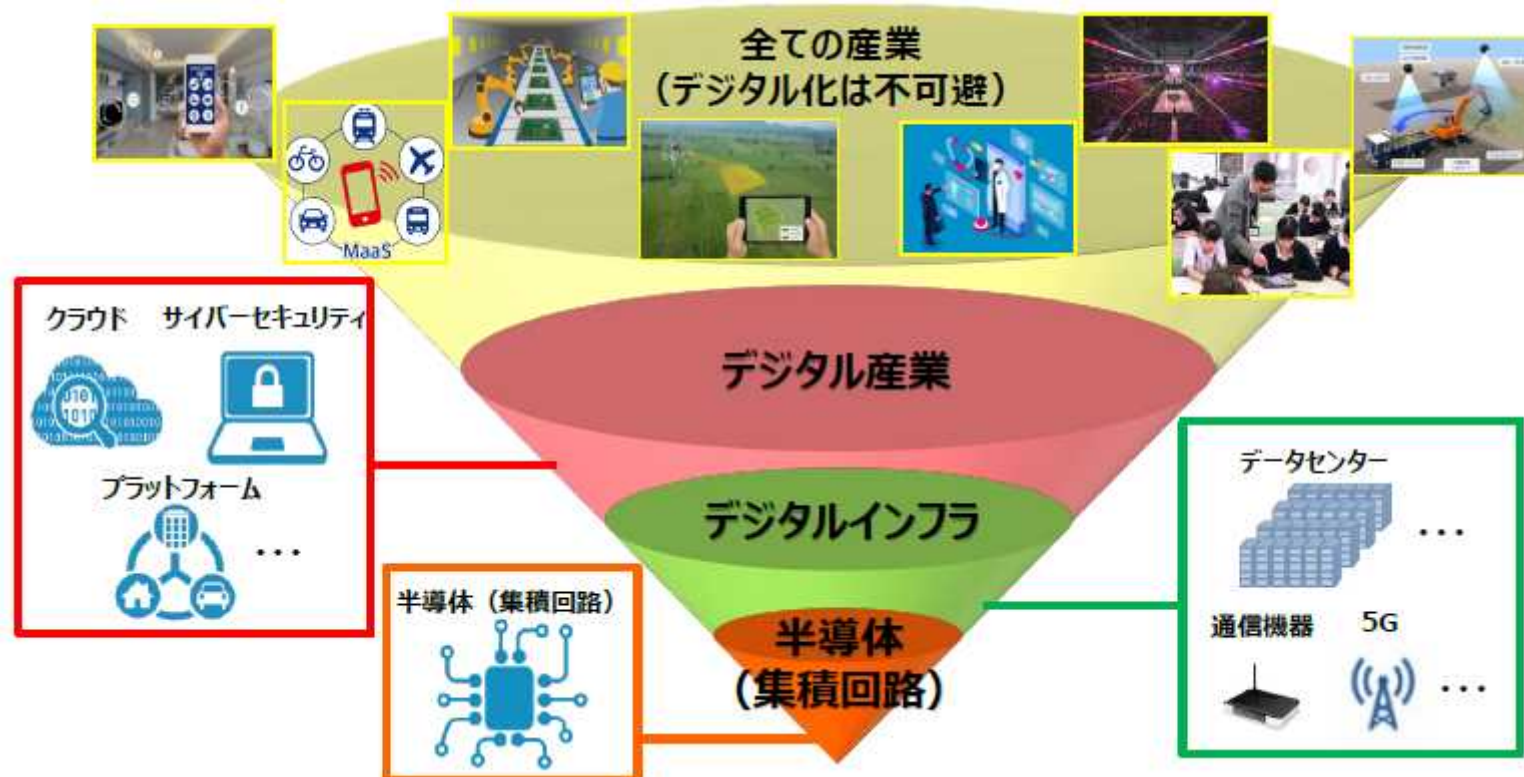 全ての産業
（デジタル化は不可避）
MaaS
クラウド
サイバーセキュリティ
デジタル産業
プラットフォーム
・・・
デジタルインフラ
データセンター
・・・
半導体（集積回路）
半導体
（集積回路）
通信機器
5G
・・・